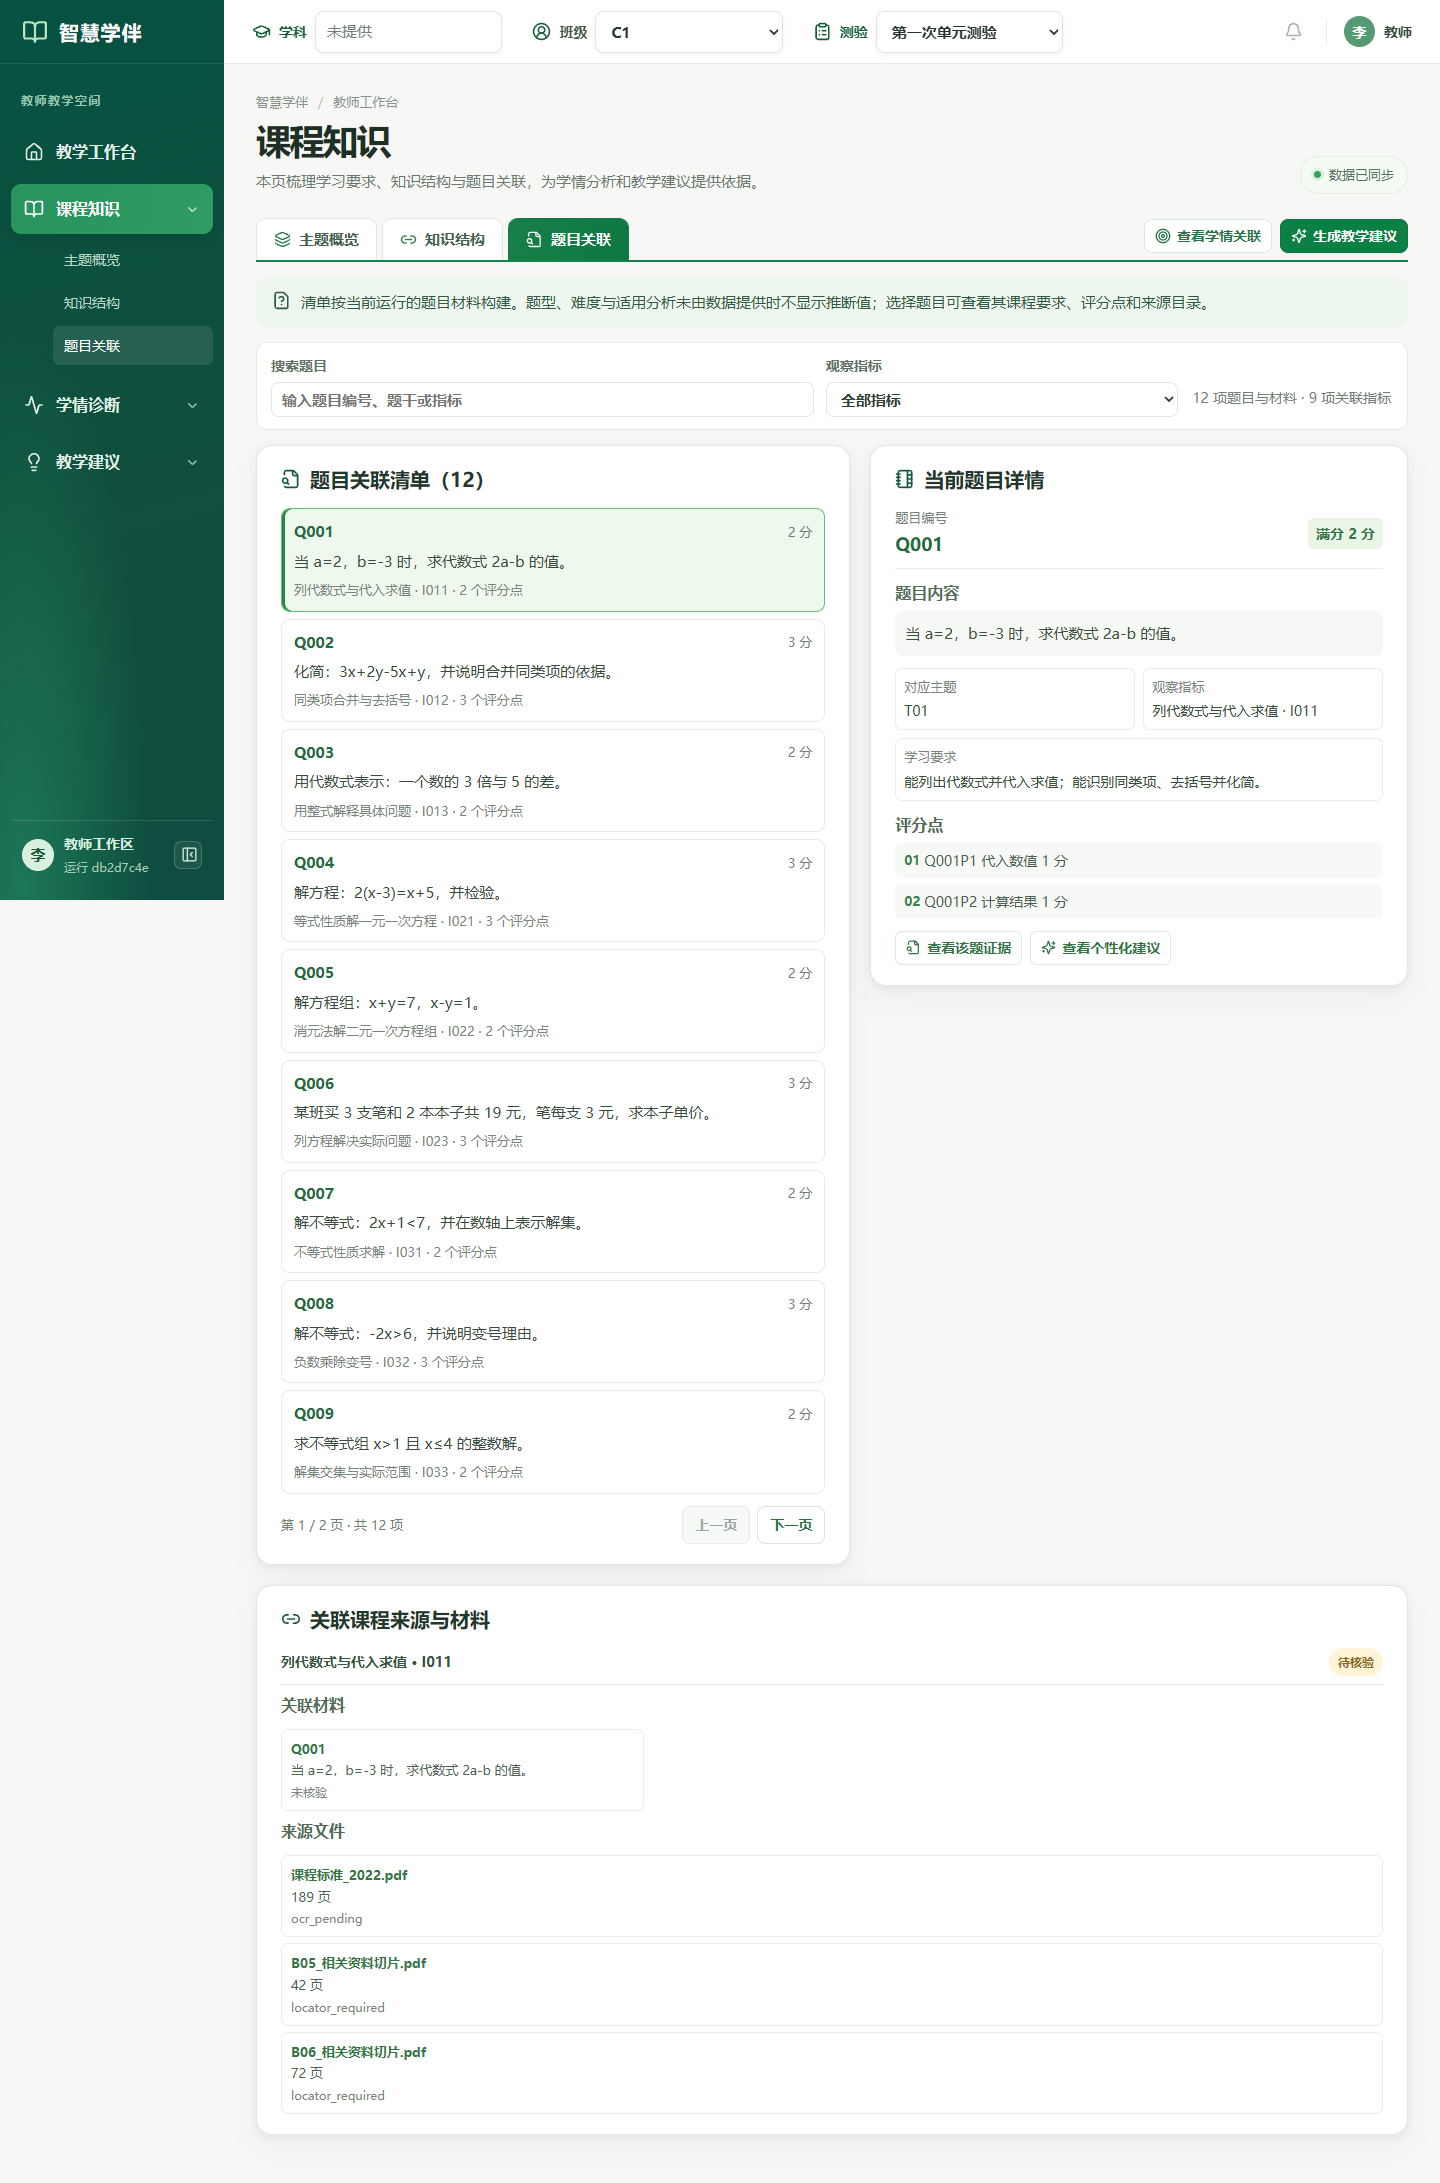 智慧学伴
学科 未提供 班级 C1 测验 第一次单元测验 李 教师
教师教学空间
教学工作台
课程知识
主题概览
知识结构
题目关联
学情诊断
教学建议
李 教师工作区
运行 db2d7c4e
智慧学伴 / 教师工作台
课程知识
本页梳理学习要求、知识结构与题目关联，为学情分析和教学建议提供依据。
数据已同步
主题概览 知识结构 题目关联 查看学情关联 生成教学建议
清单按当前运行的题目材料构建。题型、难度与适用分析未由数据提供时不显示推断值；选择题目可查看其课程要求、评分点和来源目录。
搜索题目 观察指标
输入题目编号、题干或指标 全部指标 12 项题目与材料 · 9 项关联指标
题目关联清单（12）
Q001 2 分
当 a=2，b=-3 时，求代数式 2a-b 的值。
列代数式与代入求值 · I011 · 2 个评分点
Q002 3 分
化简：3x+2y-5x+y，并说明合并同类项的依据。
同类项合并与去括号 · I012 · 3 个评分点
Q003 2 分
用代数式表示：一个数的 3 倍与 5 的差。
用整式解释具体问题 · I013 · 2 个评分点
Q004 3 分
解方程：2(x-3)=x+5，并检验。
等式性质解一元一次方程 · I021 · 3 个评分点
Q005 2 分
解方程组：x+y=7，x-y=1。
消元法解二元一次方程组 · I022 · 2 个评分点
Q006 3 分
某班买 3 支笔和 2 本本子共 19 元，笔每支 3 元，求本子单价。
列方程解决实际问题 · I023 · 3 个评分点
Q007 2 分
解不等式：2x+1<7，并在数轴上表示解集。
不等式性质求解 · I031 · 2 个评分点
Q008 3 分
解不等式：-2x>6，并说明变号理由。
负数乘除变号 · I032 · 3 个评分点
Q009 2 分
求不等式组 x>1 且 x≤4 的整数解。
解集交集与实际范围 · I033 · 2 个评分点
第 1 / 2 页 · 共 12 项 上一页 下一页
当前题目详情
题目编号
Q001 满分 2 分
题目内容
当 a=2，b=-3 时，求代数式 2a-b 的值。
对应主题 观察指标
T01 列代数式与代入求值 · I011
学习要求
能列出代数式并代入求值；能识别同类项、去括号并化简。
评分点
01 Q001P1 代入数值 1 分
02 Q001P2 计算结果 1 分
查看该题证据 查看个性化建议
关联课程来源与材料
列代数式与代入求值 • I011 待核验
关联材料
Q001
当 a=2，b=-3 时，求代数式 2a-b 的值。
未核验
来源文件
课程标准_2022.pdf
189 页
ocr_pending
B05_相关资料切片.pdf
42 页
locator_required
B06_相关资料切片.pdf
72 页
locator_required